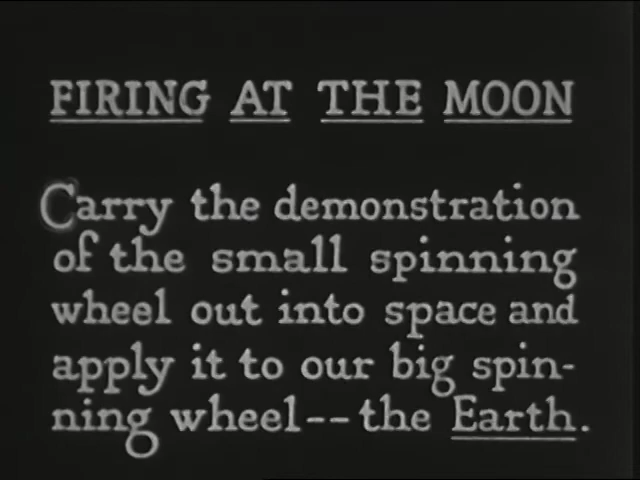 FIRING AT THE MOON
Carry the demonstration
of the small spinning
wheel out into space and
apply it to our big spin-
ning wheel--the Earth.